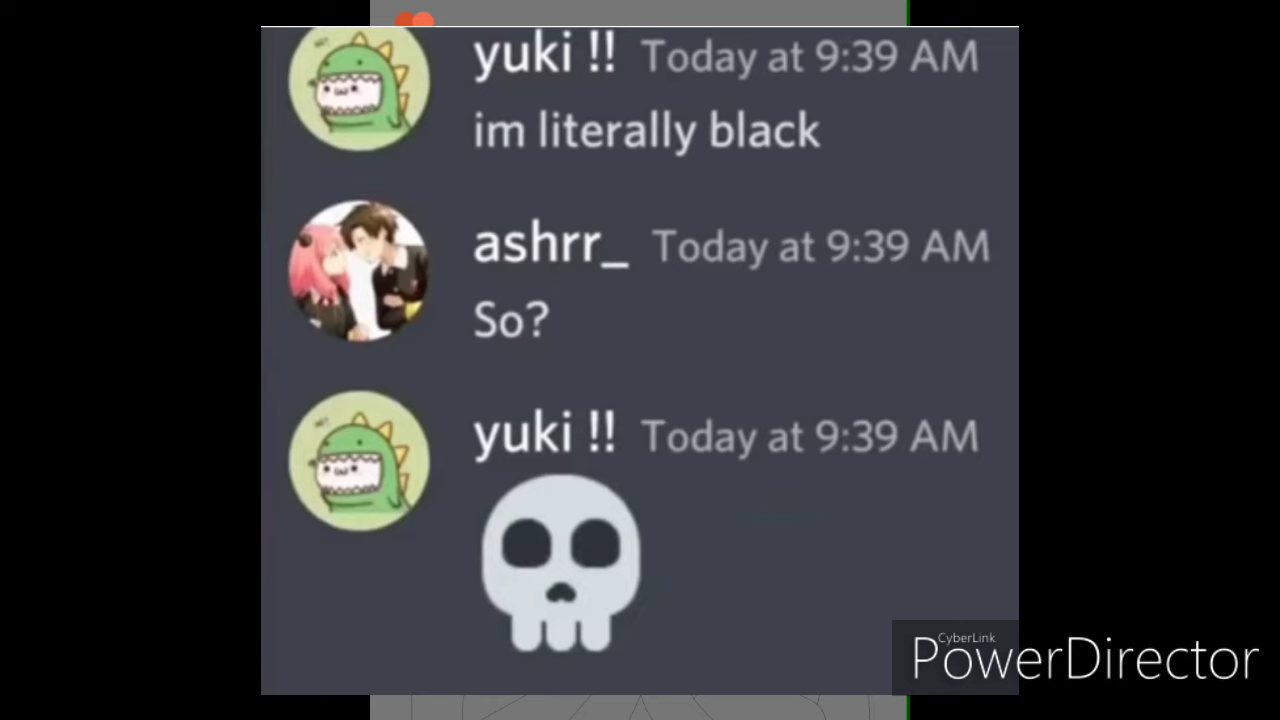 yuki !! Today at 9:39 AM
im literally black
ashrr_ Today at 9:39 AM
So?
yuki !! Today at 9:39 AM
CyberLink
PowerDirector